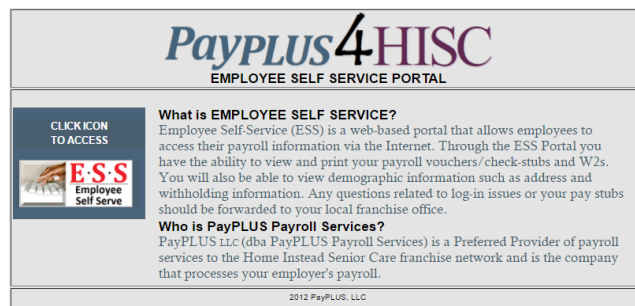 PayPLUS4HISC
EMPLOYEE SELF SERVICE PORTAL
CLICK ICON
TO ACCESS
E·S·S
Employee
Self Serve
What is EMPLOYEE SELF SERVICE?
Employee Self-Service (ESS) is a web-based portal that allows employees to
access their payroll information via the Internet. Through the ESS Portal you
have the ability to view and print your payroll vouchers/check-stubs and W2s.
You will also be able to view demographic information such as address and
withholding information. Any questions related to log-in issues or your pay stubs
should be forwarded to your local franchise office.
Who is PayPLUS Payroll Services?
PayPLUS LLC (dba PayPLUS Payroll Services) is a Preferred Provider of payroll
services to the Home Instead Senior Care franchise network and is the company
that processes your employer's payroll.
2012 PayPLUS, LLC